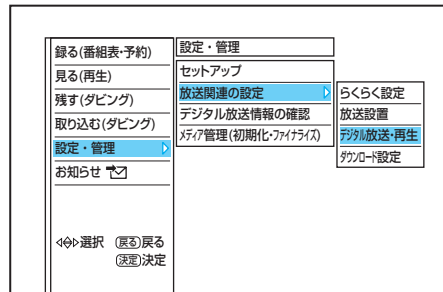 録る(番組表･予約)
見る(再生)
残す(ダビング)
取り込む(ダビング)
設定・管理
お知らせ
選択 戻る戻る
決定決定
設定・管理
セットアップ
放送関連の設定
デジタル放送情報の確認
メディア管理(初期化･ファイナライズ)
らくらく設定
放送設置
デジタル放送･再生
ダウンロード設定